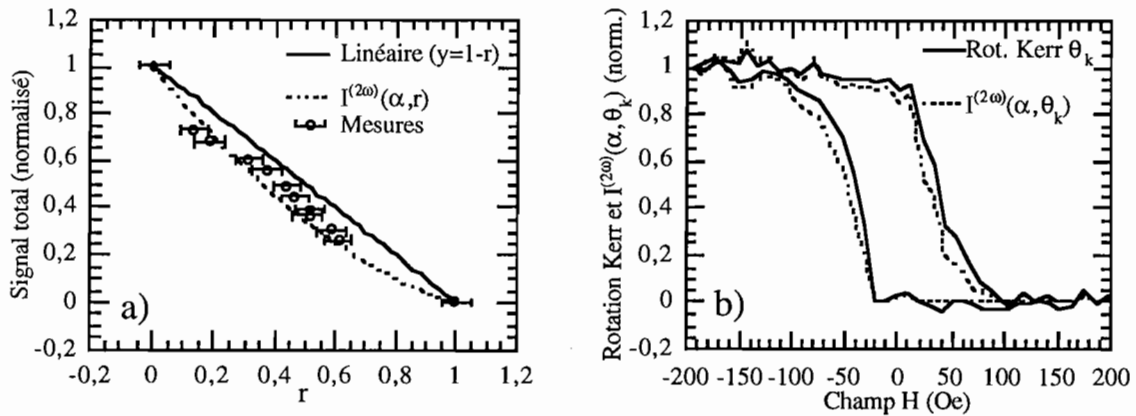 1,2
1
0,8
0,6
0,4
0,2
0
-0,2
Signal total (normalisé)
Linéaire (y=1-r)
I^(2ω)(α,r)
Mesures
a)
-0,2 0 0,2 0,4 0,6 0,8 1 1,2
r
1,2
1
0,8
0,6
0,4
0,2
0
-0,2
Rotation Kerr et I^(2ω)(α,θ_k) (norm.)
Rot. Kerr θ_k
I^(2ω)(α,θ_k)
b)
-200 -150 -100 -50 0 50 100 150 200
Champ H (Oe)